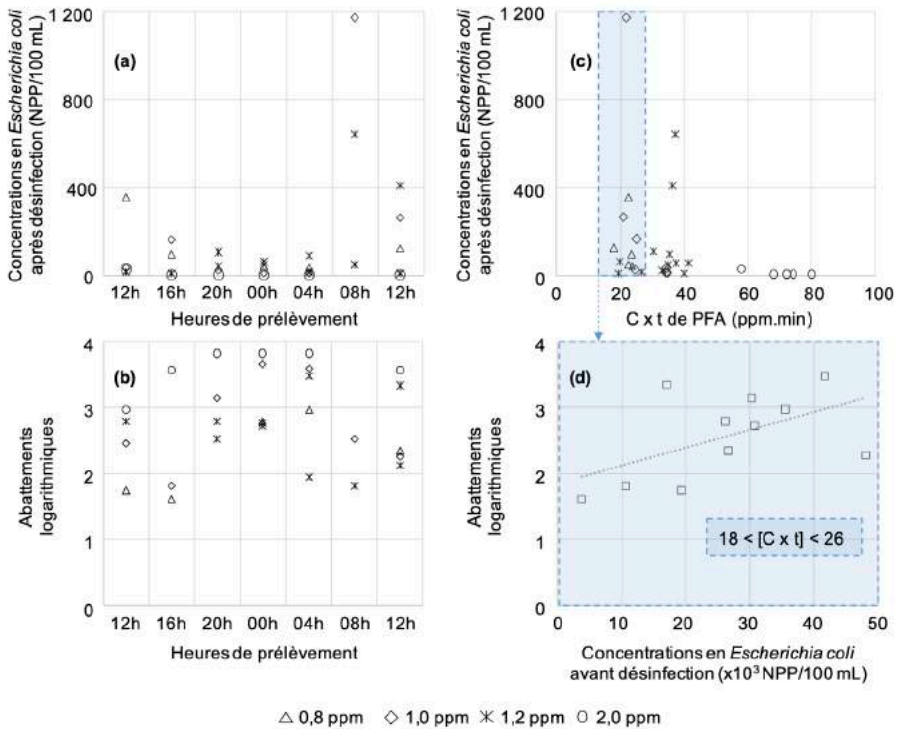 Concentrations en Escherichia coli
après désinfection (NPP/100 mL)
1 200
800
400
0
(a)
12h 16h 20h 00h 04h 08h 12h
Heures de prélèvement
Concentrations en Escherichia coli
après désinfection (NPP/100 mL)
1 200
800
400
0
(c)
0 20 40 60 80 100
C x t de PFA (ppm.min)
Abattements
logarithmiques
4
3
2
1
0
(b)
12h 16h 20h 00h 04h 08h 12h
Heures de prélèvement
Abattements
logarithmiques
4
3
2
1
0
(d)
18 < [C x t] < 26
0 10 20 30 40 50
Concentrations en Escherichia coli
avant désinfection (x10³ NPP/100 mL)
0,8 ppm 1,0 ppm 1,2 ppm 2,0 ppm